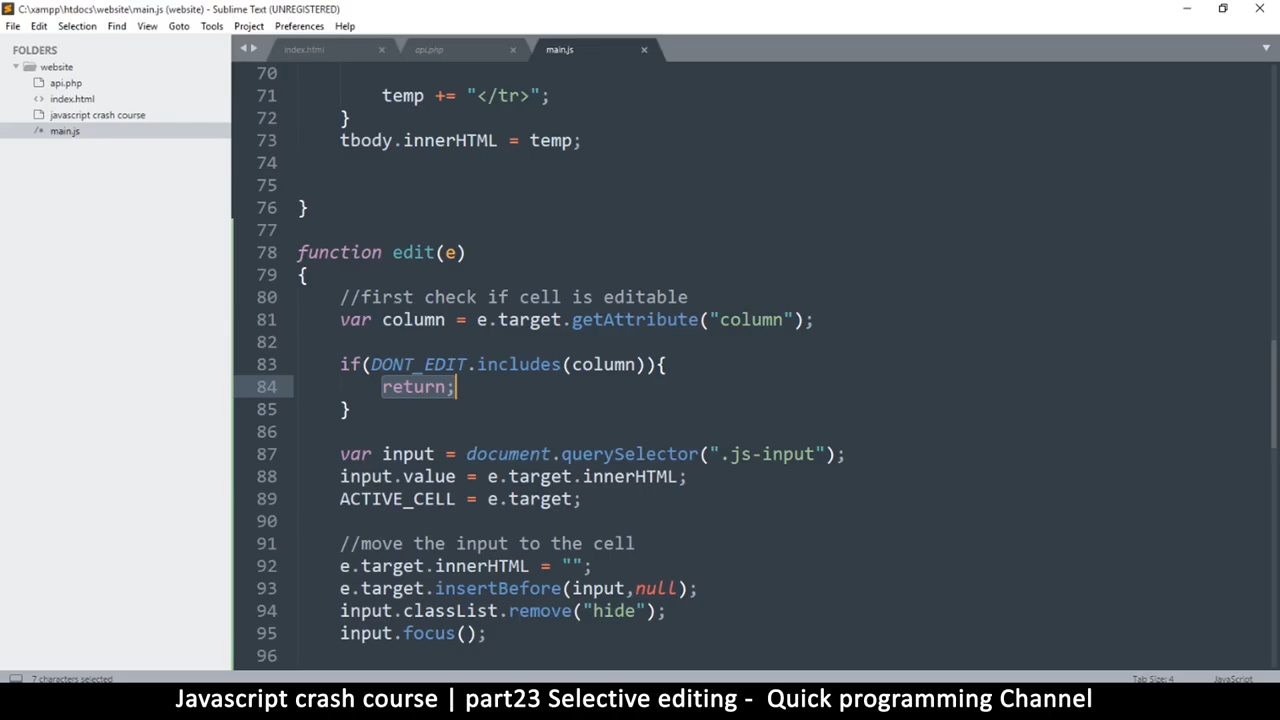 C:\xampp\htdocs\website\main.js (website) - Sublime Text (UNREGISTERED)
File Edit Selection Find View Goto Tools Project Preferences Help
FOLDERS
website
api.php
index.html
javascript crash course
main.js
index.html api.php main.js
70
71 temp += "</tr>";
72 }
73 tbody.innerHTML = temp;
74
75
76 }
77
78 function edit(e)
79 {
80 //first check if cell is editable
81 var column = e.target.getAttribute("column");
82
83 if(DONT_EDIT.includes(column)){
84 return;
85 }
86
87 var input = document.querySelector(".js-input");
88 input.value = e.target.innerHTML;
89 ACTIVE_CELL = e.target;
90
91 //move the input to the cell
92 e.target.innerHTML = "";
93 e.target.insertBefore(input,null);
94 input.classList.remove("hide");
95 input.focus();
96
7 characters selected Tab Size: 4 JavaScript
Javascript crash course | part23 Selective editing - Quick programming Channel